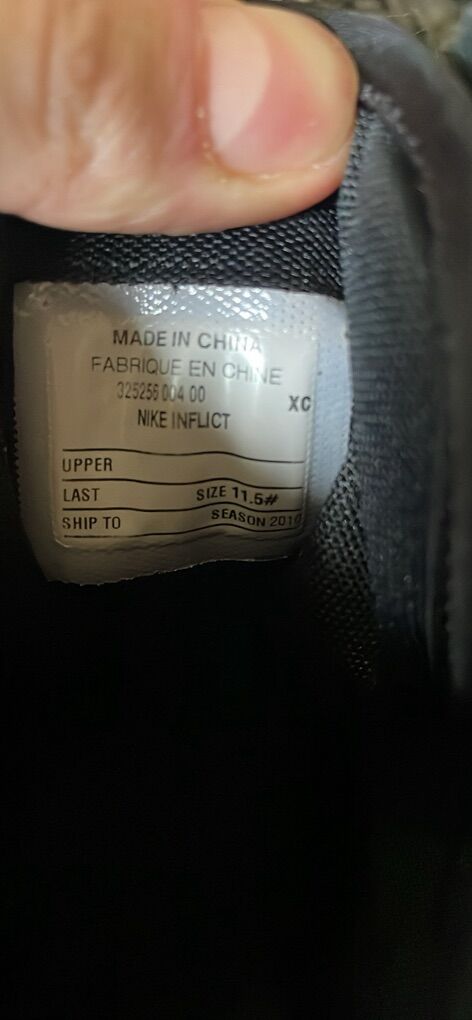 MADE IN CHINA
FABRIQUE EN CHINE
325256 004 00
XC
NIKE INFLICT
UPPER
LAST SIZE 11.5#
SHIP TO SEASON 2010